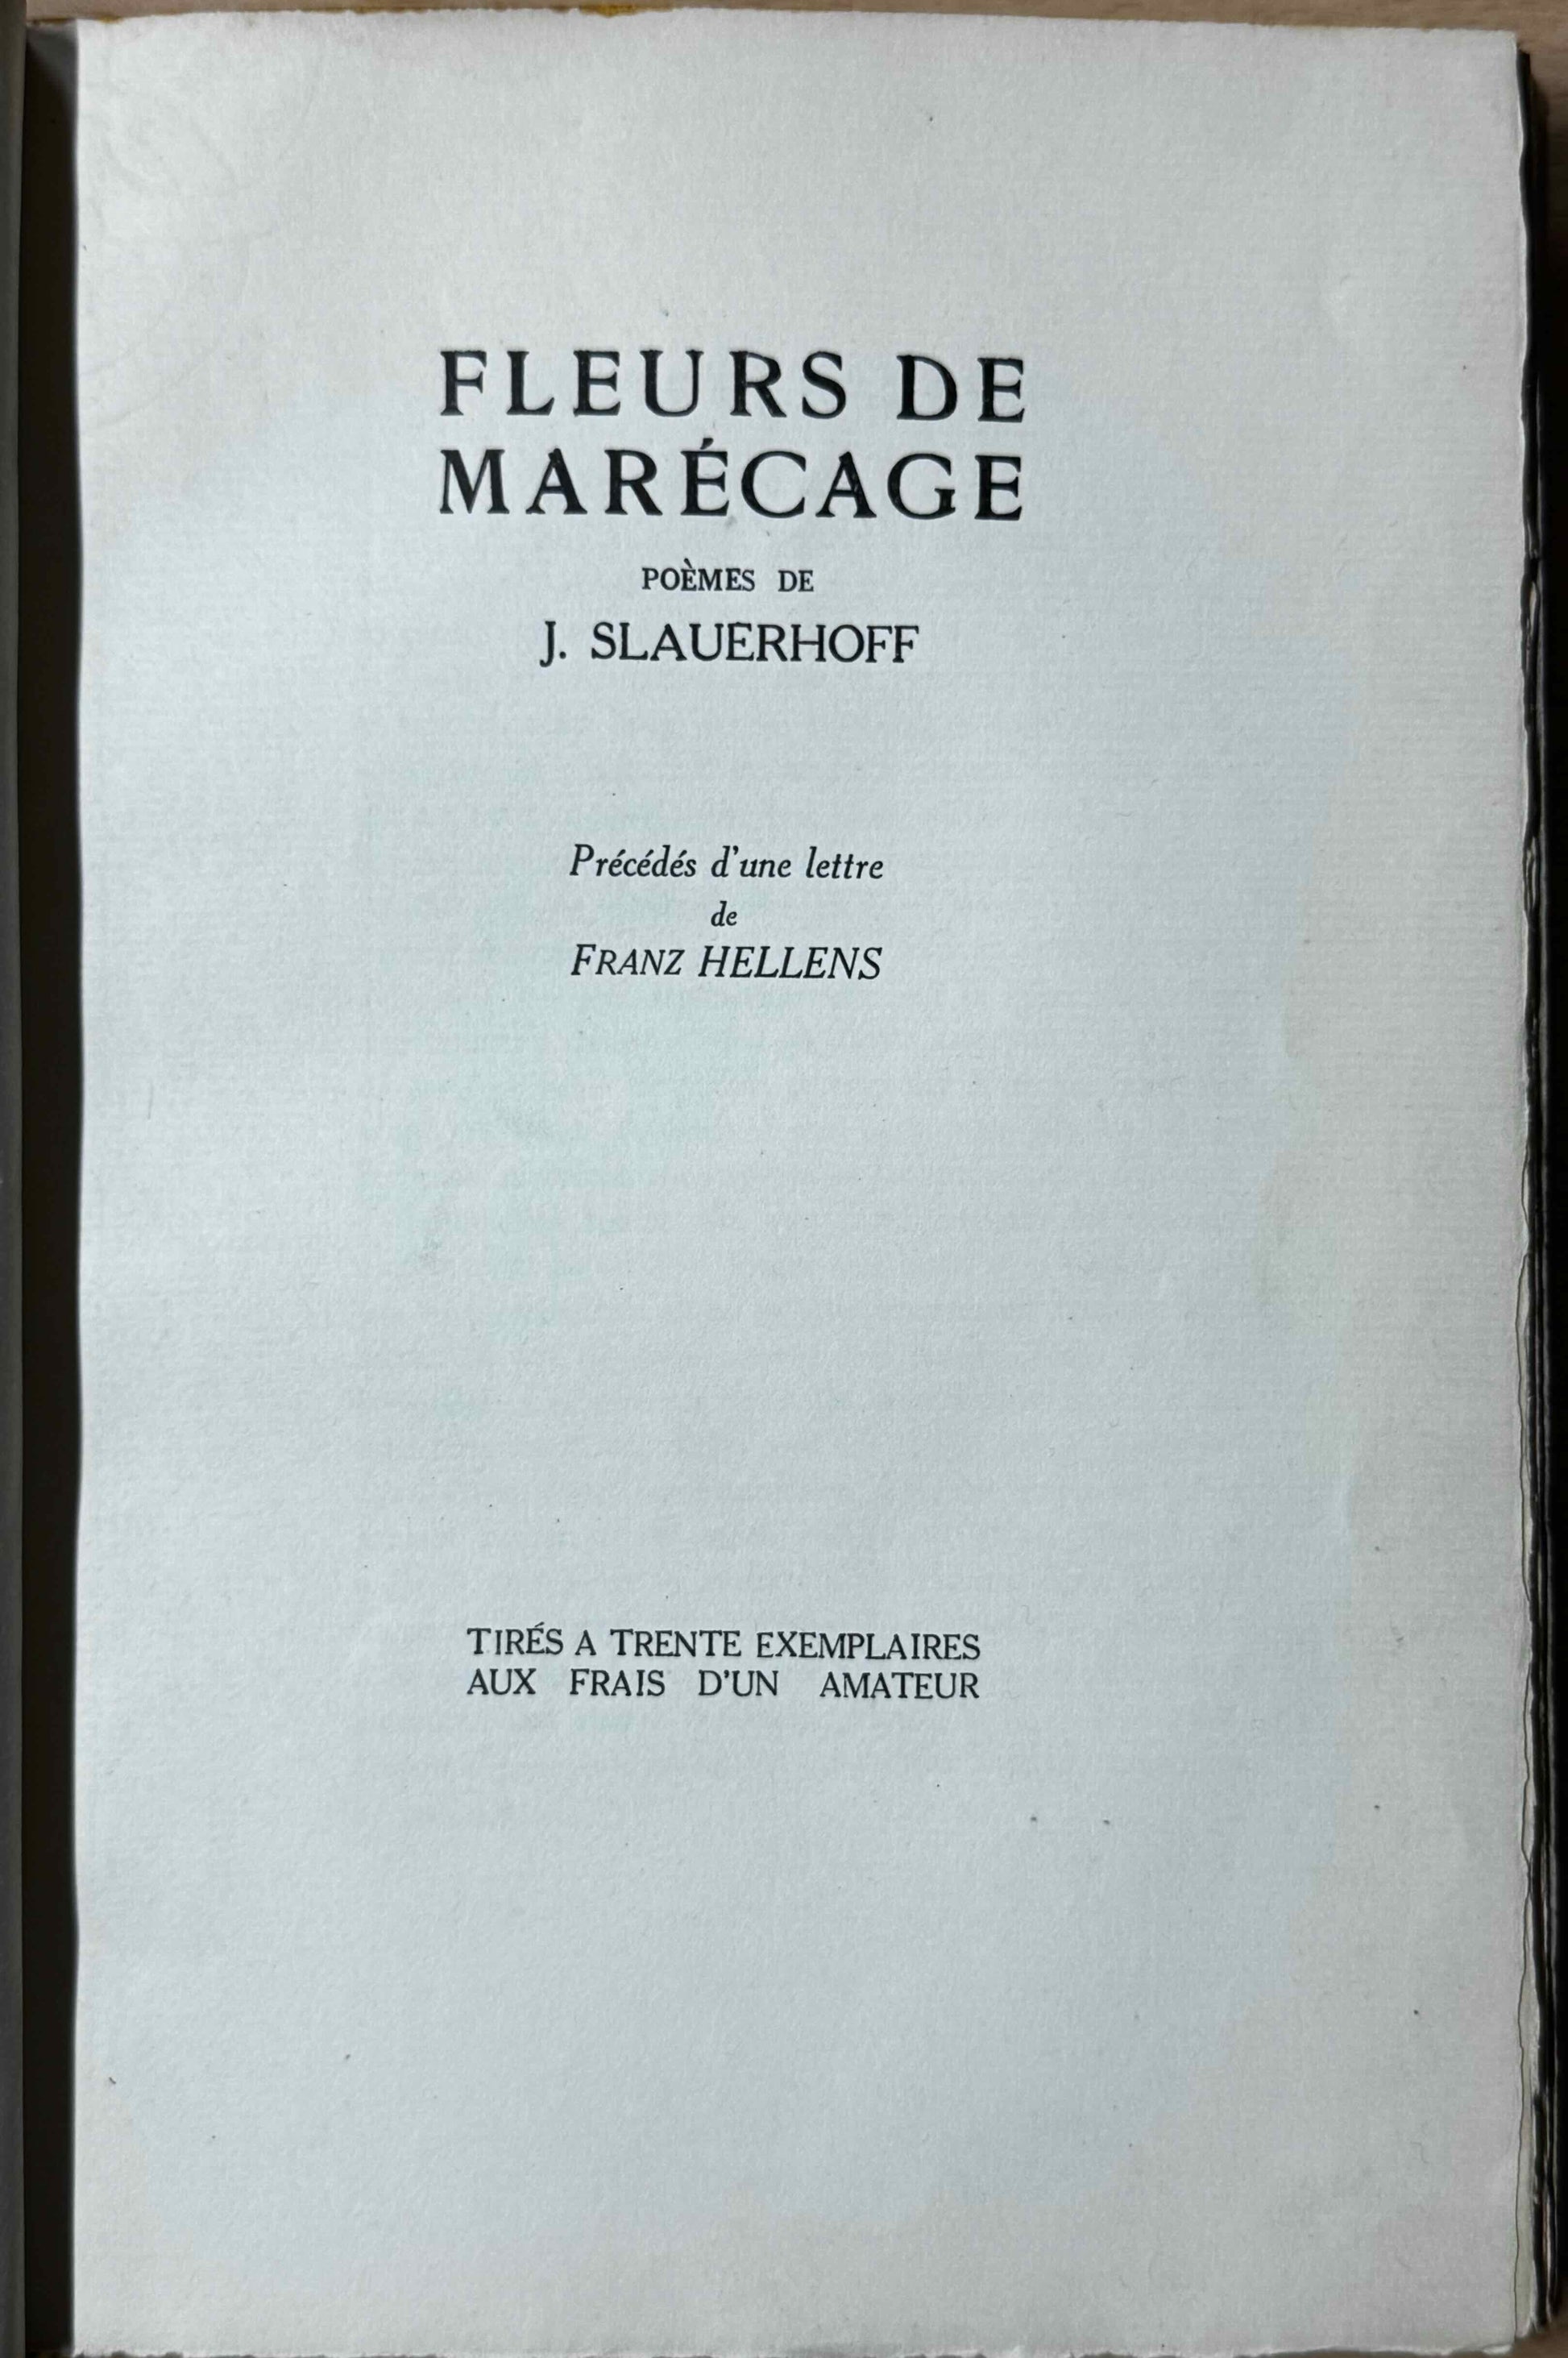 FLEURS DE
MARÉCAGE
POÈMES DE
J. SLAUERHOFF
Précédés d'une lettre
de
FRANZ HELLENS
TIRÉS A TRENTE EXEMPLAIRES
AUX FRAIS D'UN AMATEUR